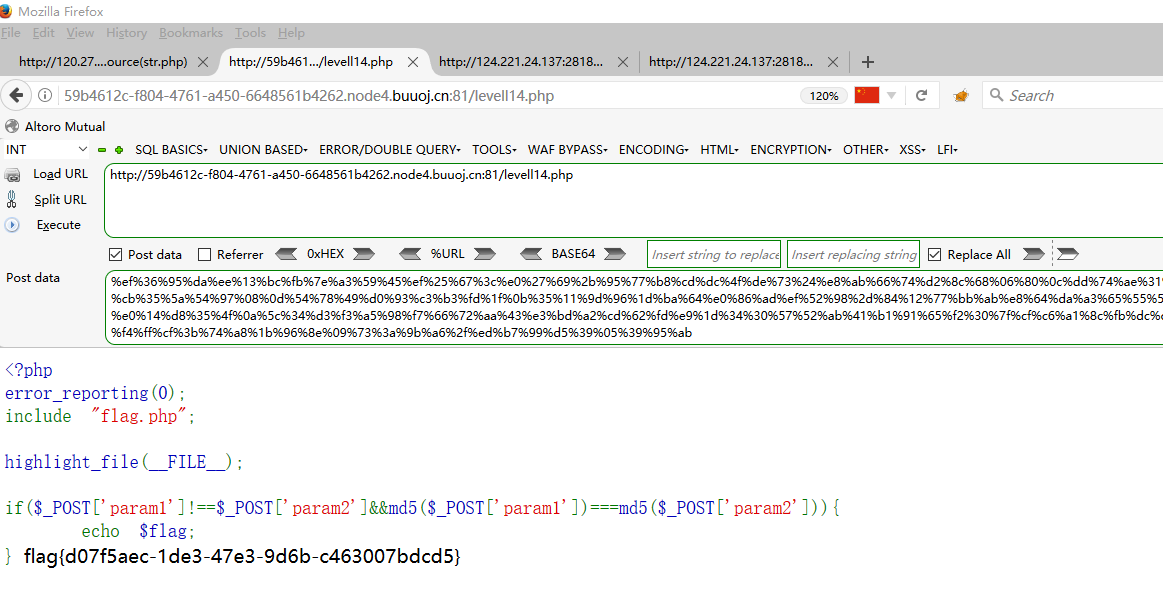 Mozilla Firefox
File Edit View History Bookmarks Tools Help
http://120.27....ource(str.php) http://59b461.../levell14.php http://124.221.24.137:2818... http://124.221.24.137:2818...
59b4612c-f804-4761-a450-6648561b4262.node4.buuoj.cn:81/levell14.php 120% Search
Altoro Mutual
INT SQL BASICS UNION BASED ERROR/DOUBLE QUERY TOOLS WAF BYPASS ENCODING HTML ENCRYPTION OTHER XSS LFI
Load URL http://59b4612c-f804-4761-a450-6648561b4262.node4.buuoj.cn:81/levell14.php
Split URL
Execute
Post data Referrer 0xHEX %URL BASE64 Insert string to replace Insert replacing string Replace All
Post data %ef%36%95%da%ee%13%bc%fb%7e%a3%59%45%ef%25%67%3c%e0%27%69%2b%95%77%b8%cd%dc%4f%de%73%24%e8%ab%66%74%d2%8c%68%06%80%0c%dd%74%ae%31
%cb%35%5a%54%97%08%0d%54%78%49%d0%93%c3%b3%fd%1f%0b%35%11%9d%96%1d%ba%64%e0%86%ad%ef%52%98%2d%84%12%77%bb%ab%e8%64%da%a3%65%55%5
%e0%14%d8%35%4f%0a%5c%34%d3%f3%a5%98%f7%66%72%aa%43%e3%bd%a2%cd%62%fd%e9%1d%34%30%57%52%ab%41%b1%91%65%f2%30%7f%cf%c6%a1%8c%fb%dc%c
%f4%ff%cf%3b%74%a8%1b%96%8e%09%73%3a%9b%a6%2f%ed%b7%99%d5%39%05%39%95%ab
<?php
error_reporting(0);
include "flag.php";
highlight_file(__FILE__);
if($_POST['param1']!==$_POST['param2']&&md5($_POST['param1'])===md5($_POST['param2'])){
echo $flag;
} flag{d07f5aec-1de3-47e3-9d6b-c463007bdcd5}